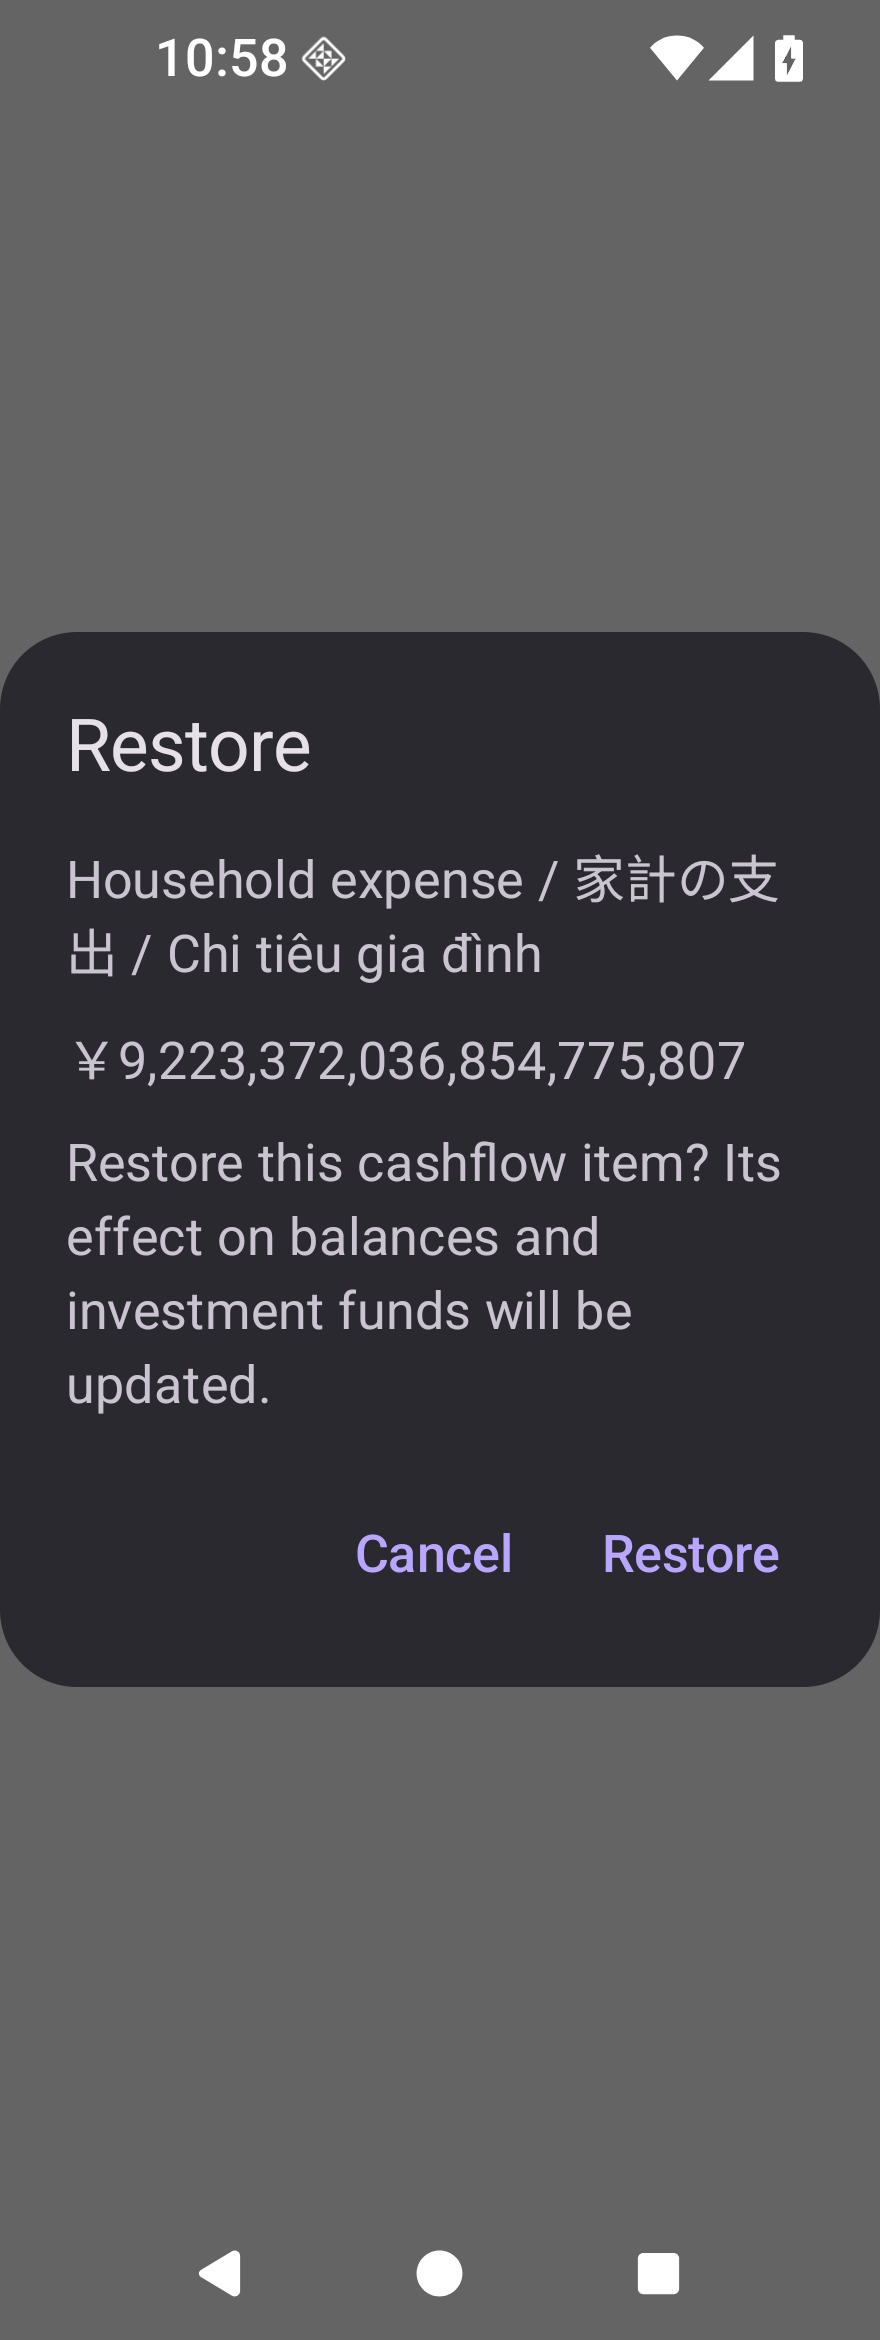 10:58
Restore
Household expense / 家計の支
出 / Chi tiêu gia đình
￥9,223,372,036,854,775,807
Restore this cashflow item? Its
effect on balances and
investment funds will be
updated.
Cancel Restore